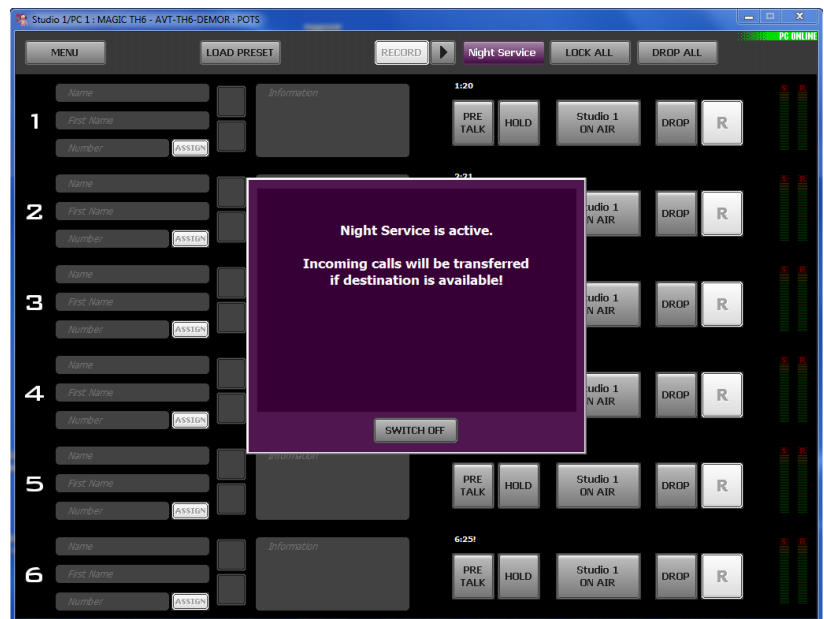 Studio 1/PC 1 : MAGIC TH6 - AVT-TH6-DEMOR : POTS
PC ONLINE
MENU LOAD PRESET RECORD Night Service LOCK ALL DROP ALL
1:20
Name Information S R
1 First Name PRE TALK HOLD Studio 1 ON AIR DROP R
Number ASSIGN
2:21
Name S R
2 First Name tudio 1 N AIR DROP R
Number ASSIGN
Night Service is active.
Incoming calls will be transferred
if destination is available!
Name S R
3 First Name tudio 1 N AIR DROP R
Number ASSIGN
Name S R
4 First Name tudio 1 N AIR DROP R
Number ASSIGN
SWITCH OFF
Name Information S R
5 First Name PRE TALK HOLD Studio 1 ON AIR DROP R
Number ASSIGN
6:25!
Name Information S R
6 First Name PRE TALK HOLD Studio 1 ON AIR DROP R
Number ASSIGN